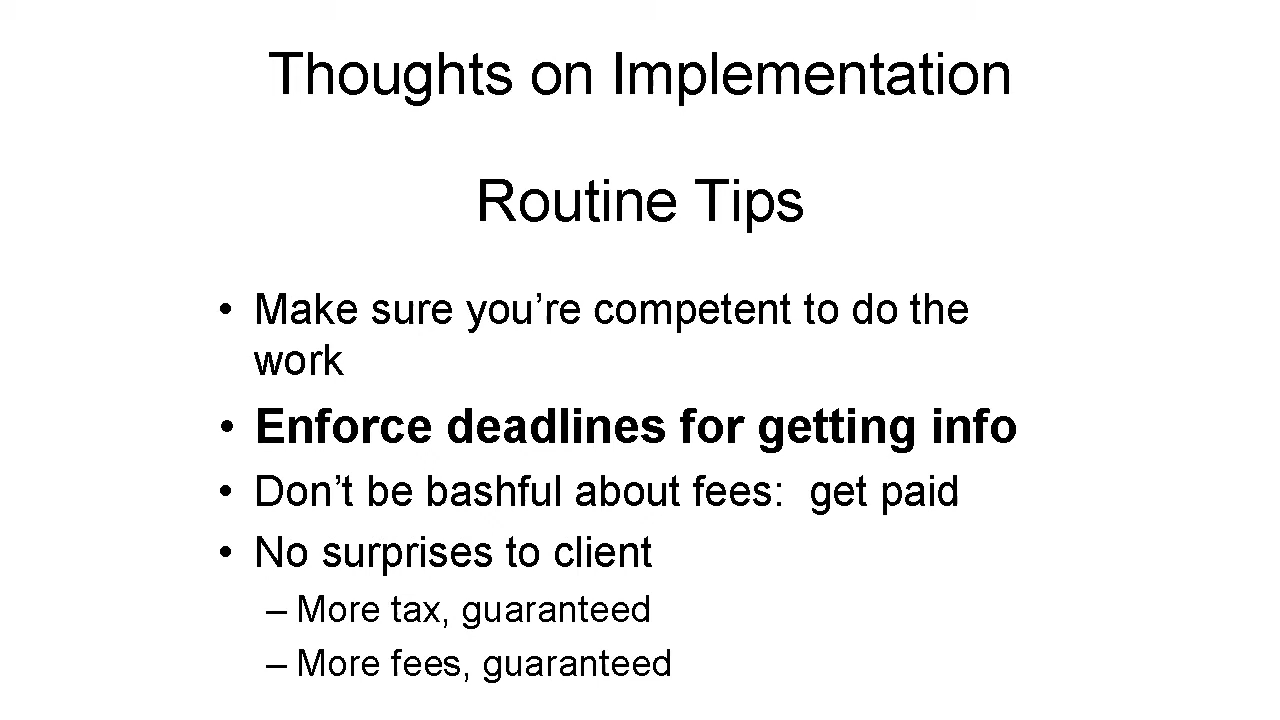 Thoughts on Implementation
Routine Tips
• Make sure you’re competent to do the
work
• Enforce deadlines for getting info
• Don’t be bashful about fees:  get paid
• No surprises to client
– More tax, guaranteed
– More fees, guaranteed